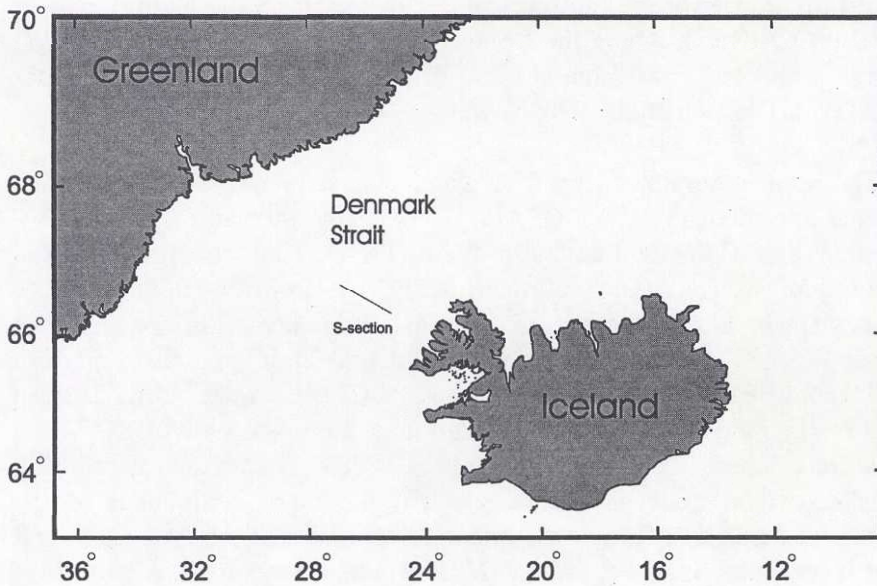 70°
Greenland
68°
Denmark
Strait
66°
S-section
Iceland
64°
36°
32°
28°
24°
20°
16°
12°